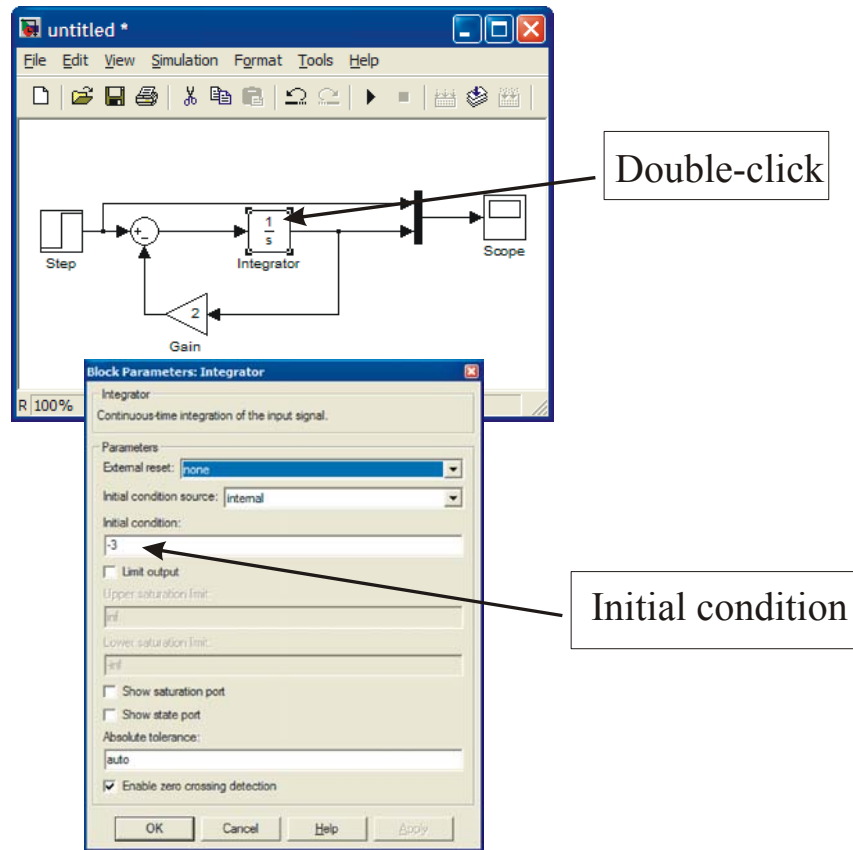 untitled *
File Edit View Simulation Format Tools Help
Double-click
+
−
1
s
Step
Integrator
Scope
2
Gain
R 100%
Block Parameters: Integrator
Integrator
Continuous-time integration of the input signal.
Parameters
External reset: none
Initial condition source: internal
Initial condition:
-3
Initial condition
Limit output
Upper saturation limit:
inf
Lower saturation limit:
-inf
Show saturation port
Show state port
Absolute tolerance:
auto
Enable zero crossing detection
OK Cancel Help Apply